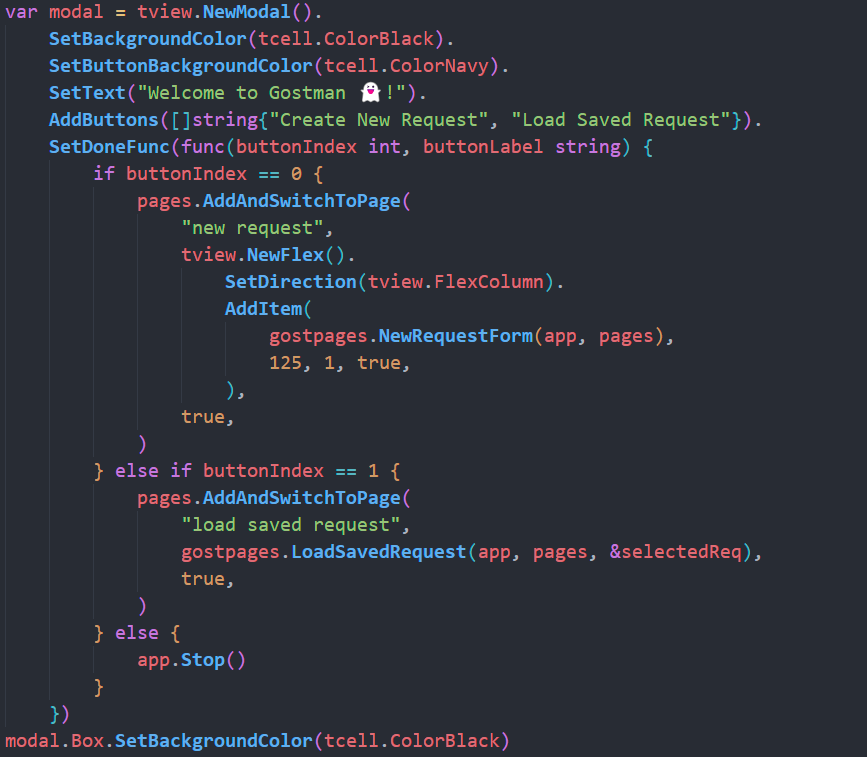 var modal = tview.NewModal().
    SetBackgroundColor(tcell.ColorBlack).
    SetButtonBackgroundColor(tcell.ColorNavy).
    SetText("Welcome to Gostman 👻!").
    AddButtons([]string{"Create New Request", "Load Saved Request"}).
    SetDoneFunc(func(buttonIndex int, buttonLabel string) {
        if buttonIndex == 0 {
            pages.AddAndSwitchToPage(
                "new request",
                tview.NewFlex().
                    SetDirection(tview.FlexColumn).
                    AddItem(
                        gostpages.NewRequestForm(app, pages),
                        125, 1, true,
                    ),
                true,
            )
        } else if buttonIndex == 1 {
            pages.AddAndSwitchToPage(
                "load saved request",
                gostpages.LoadSavedRequest(app, pages, &selectedReq),
                true,
            )
        } else {
            app.Stop()
        }
    })
modal.Box.SetBackgroundColor(tcell.ColorBlack)